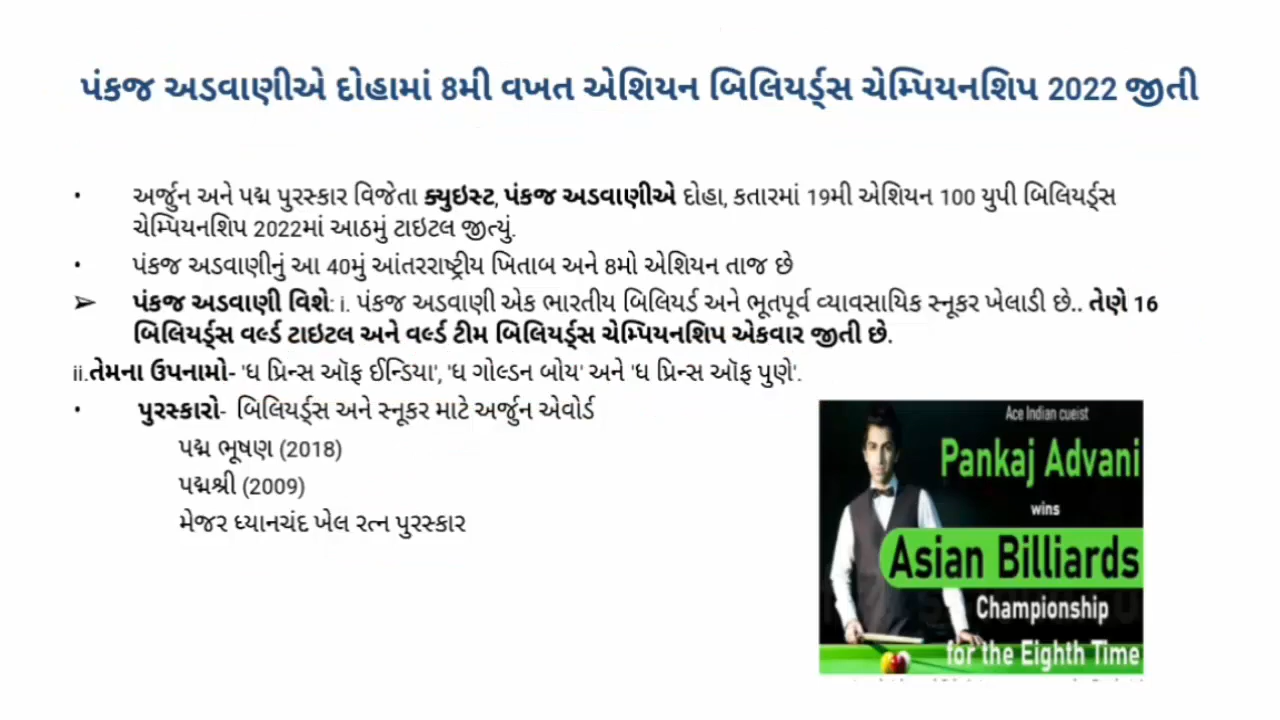 પંકજ અડવાણીએ દોહામાં 8મી વખત એશિયન બિલિયર્ડ્સ ચેમ્પિયનશિપ 2022 જીતી
• અર્જુન અને પદ્મ પુરસ્કાર વિજેતા ક્યુઇસ્ટ, પંકજ અડવાણીએ દોહા, કતારમાં 19મી એશિયન 100 યુપી બિલિયર્ડ્સ
ચેમ્પિયનશિપ 2022માં આઠમું ટાઇટલ જીત્યું.
• પંકજ અડવાણીનું આ 40મું આંતરરાષ્ટ્રીય ખિતાબ અને 8મો એશિયન તાજ છે
➢ પંકજ અડવાણી વિશે: i. પંકજ અડવાણી એક ભારતીય બિલિયર્ડ અને ભૂતપૂર્વ વ્યાવસાયિક સ્નૂકર ખેલાડી છે.. તેણે 16
બિલિયર્ડ્સ વર્લ્ડ ટાઇટલ અને વર્લ્ડ ટીમ બિલિયર્ડ્સ ચેમ્પિયનશિપ એકવાર જીતી છે.
ii.તેમના ઉપનામો- 'ધ પ્રિન્સ ઑફ ઈન્ડિયા', 'ધ ગોલ્ડન બોય' અને 'ધ પ્રિન્સ ઑફ પુણે'.
• પુરસ્કારો- બિલિયર્ડ્સ અને સ્નૂકર માટે અર્જુન એવોર્ડ
પદ્મ ભૂષણ (2018)
પદ્મશ્રી (2009)
મેજર ધ્યાનચંદ ખેલ રત્ન પુરસ્કાર
Ace Indian cueist
Pankaj Advani
wins
Asian Billiards
Championship
for the Eighth Time